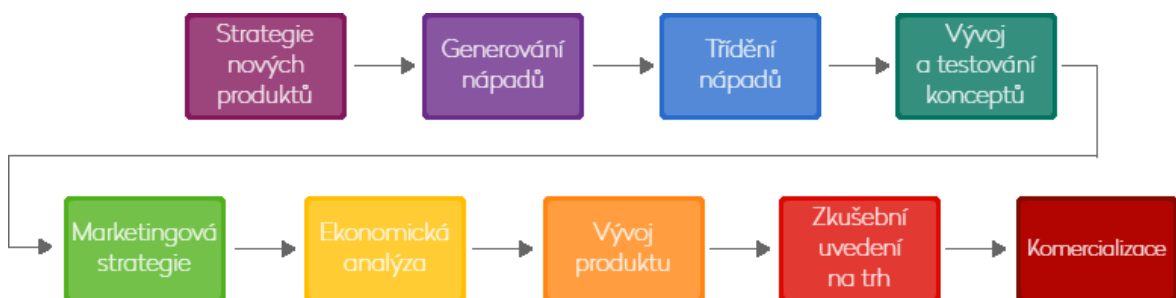 Strategie
nových
produktů
Generování
nápadů
Třídění
nápadů
Vývoj
a testování
konceptů
Marketingová
strategie
Ekonomická
analýza
Vývoj
produktu
Zkušební
uvedení
na trh
Komercializace